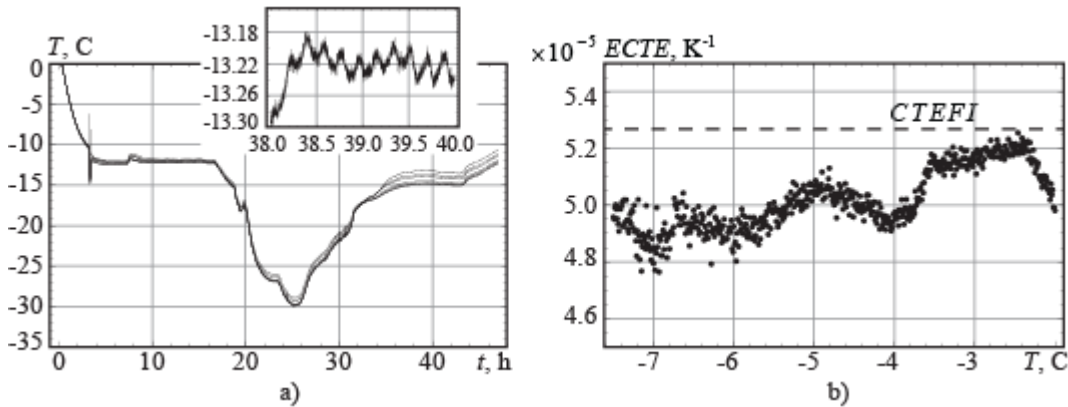 T, C
0
-5
-10
-15
-20
-25
-30
-35
0 10 20 30 40 t, h
-13.18
-13.22
-13.26
-13.30
38.0 38.5 39.0 39.5 40.0
a)
×10⁻⁵ ECTE, K⁻¹
5.4
5.2
5.0
4.8
4.6
CTEFI
-7 -6 -5 -4 -3 T, C
b)